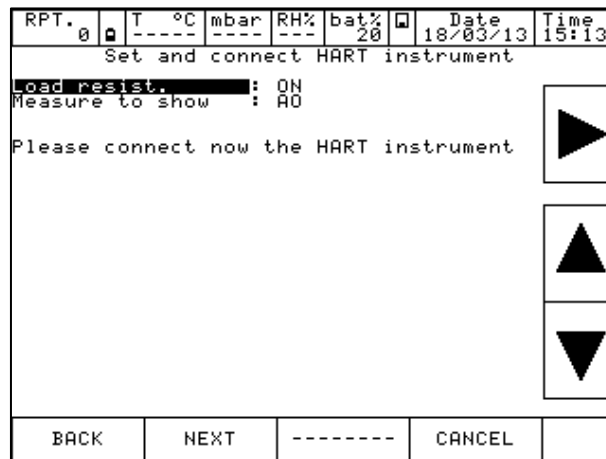 RPT. T °C mbar RH% bat% Date Time
0 ----- ---- --- 20 18/03/13 15:13
Set and connect HART instrument
Load resist. : ON
Measure to show : AO
Please connect now the HART instrument
BACK NEXT -------- CANCEL